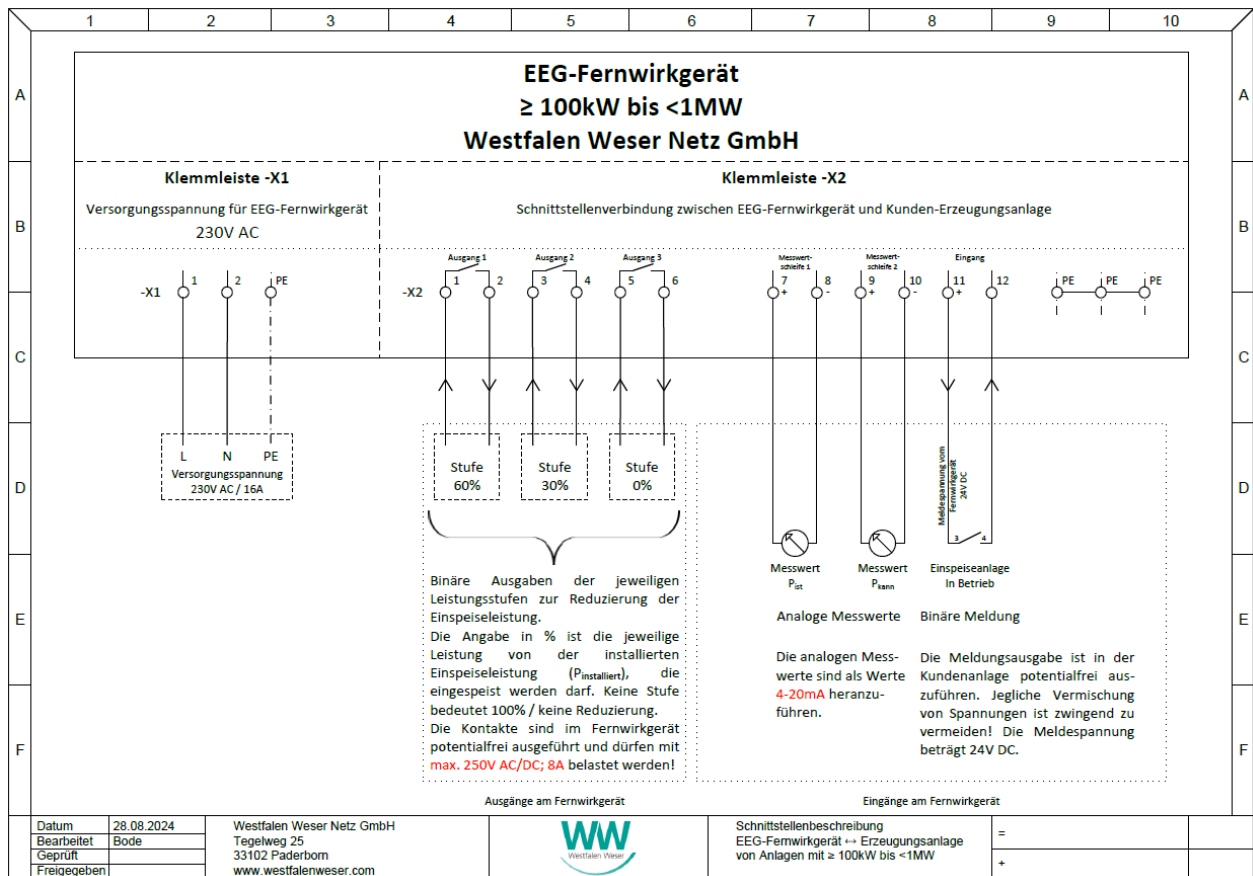 1 2 3 4 5 6 7 8 9 10
A A
EEG-Fernwirkgerät
≥ 100kW bis <1MW
Westfalen Weser Netz GmbH
B B
Klemmleiste -X1
Versorgungsspannung für EEG-Fernwirkgerät
230V AC
Klemmleiste -X2
Schnittstellenverbindung zwischen EEG-Fernwirkgerät und Kunden-Erzeugungsanlage
-X1 1 2 PE
-X2
Ausgang 1
1 2
Ausgang 2
3 4
Ausgang 3
5 6
Messwert-
schleife 1
7 8
+ -
Messwert-
schleife 2
9 10
+ -
Eingang
11 12
+
PE PE PE
C C
D D
L N PE
Versorgungsspannung
230V AC / 16A
Stufe
60%
Stufe
30%
Stufe
0%
Meldespannung vom
Fernwirkgerät
24V DC
3 4
Messwert
Pist
Messwert
Pkann
Einspeiseanlage
In Betrieb
E E
Binäre Ausgaben der jeweiligen
Leistungsstufen zur Reduzierung der
Einspeiseleistung.
Die Angabe in % ist die jeweilige
Leistung von der installierten
Einspeiseleistung (Pinstalliert), die
eingespeist werden darf. Keine Stufe
bedeutet 100% / keine Reduzierung.
Die Kontakte sind im Fernwirkgerät
potentialfrei ausgeführt und dürfen mit
max. 250V AC/DC; 8A belastet werden!
Analoge Messwerte
Die analogen Mess-
werte sind als Werte
4-20mA heranzu-
führen.
Binäre Meldung
Die Meldungsausgabe ist in der
Kundenanlage potentialfrei aus-
zuführen. Jegliche Vermischung
von Spannungen ist zwingend zu
vermeiden! Die Meldespannung
beträgt 24V DC.
F F
Ausgänge am Fernwirkgerät
Eingänge am Fernwirkgerät
Datum 28.08.2024
Bearbeitet Bode
Geprüft
Freigegeben
Westfalen Weser Netz GmbH
Tegelweg 25
33102 Paderborn
www.westfalenweser.com
WW
Westfalen Weser
Schnittstellenbeschreibung
EEG-Fernwirkgerät ↔ Erzeugungsanlage
von Anlagen mit ≥ 100kW bis <1MW
=
+